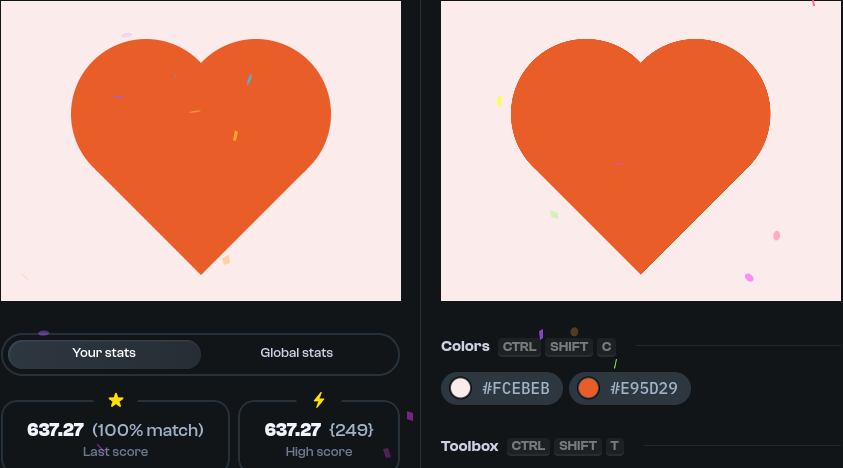 Your stats
Global stats
637.27 (100% match)
Last score
637.27 {249}
High score
Colors CTRL SHIFT C
#FCEBEB #E95D29
Toolbox CTRL SHIFT T